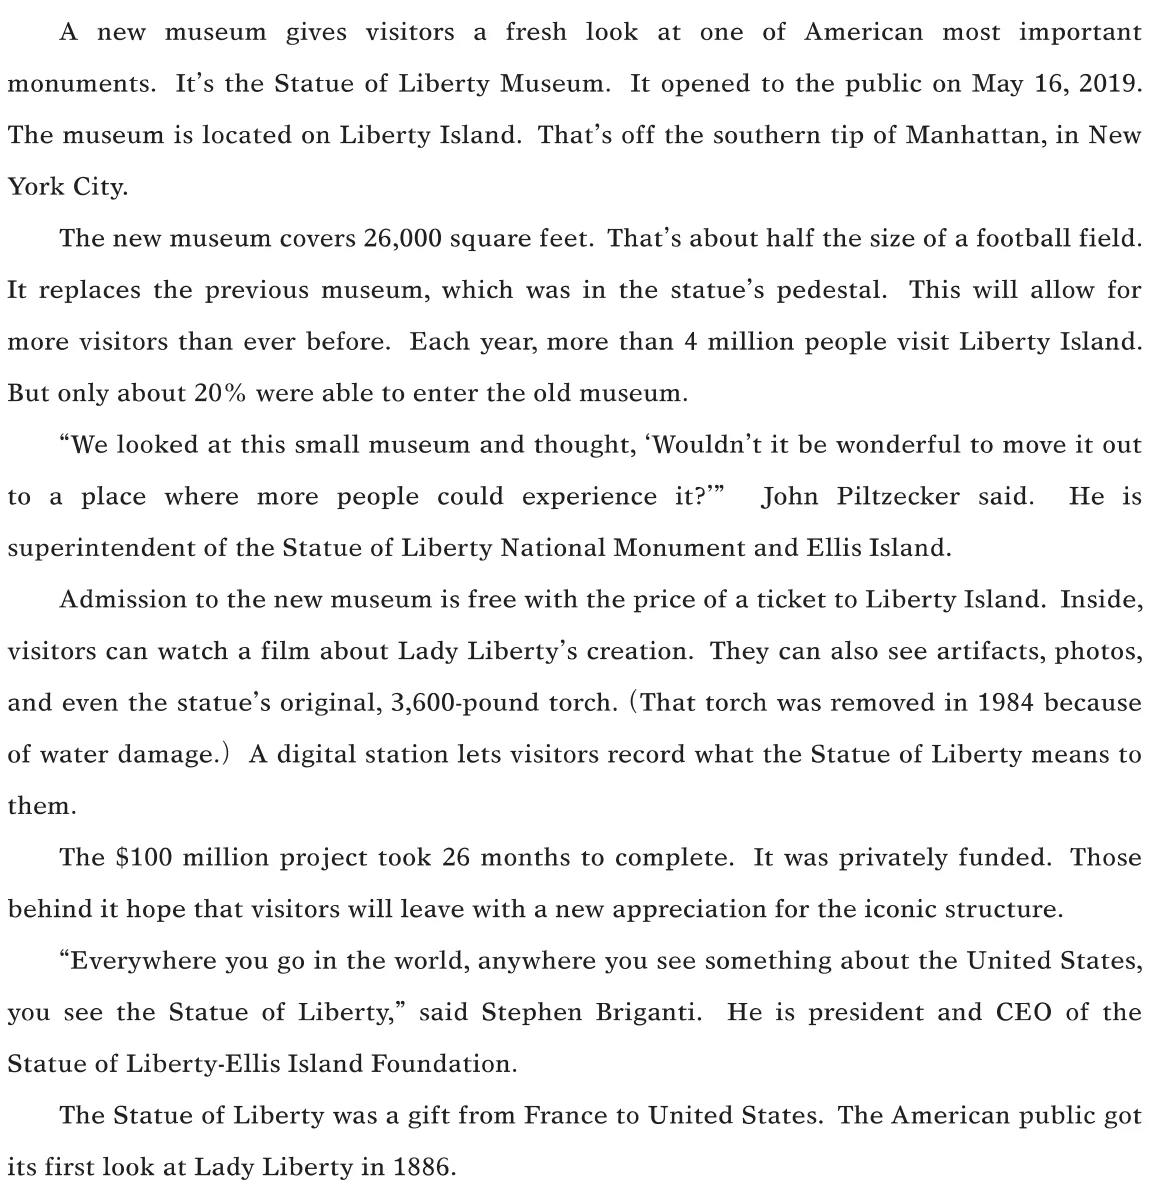 A new museum gives visitors a fresh look at one of American most important
monuments. It’s the Statue of Liberty Museum. It opened to the public on May 16, 2019.
The museum is located on Liberty Island. That’s off the southern tip of Manhattan, in New
York City.
The new museum covers 26,000 square feet. That’s about half the size of a football field.
It replaces the previous museum, which was in the statue’s pedestal. This will allow for
more visitors than ever before. Each year, more than 4 million people visit Liberty Island.
But only about 20% were able to enter the old museum.
“We looked at this small museum and thought, ‘Wouldn’t it be wonderful to move it out
to a place where more people could experience it?’” John Piltzecker said. He is
superintendent of the Statue of Liberty National Monument and Ellis Island.
Admission to the new museum is free with the price of a ticket to Liberty Island. Inside,
visitors can watch a film about Lady Liberty’s creation. They can also see artifacts, photos,
and even the statue’s original, 3,600-pound torch. (That torch was removed in 1984 because
of water damage.) A digital station lets visitors record what the Statue of Liberty means to
them.
The $100 million project took 26 months to complete. It was privately funded. Those
behind it hope that visitors will leave with a new appreciation for the iconic structure.
“Everywhere you go in the world, anywhere you see something about the United States,
you see the Statue of Liberty,” said Stephen Briganti. He is president and CEO of the
Statue of Liberty-Ellis Island Foundation.
The Statue of Liberty was a gift from France to United States. The American public got
its first look at Lady Liberty in 1886.